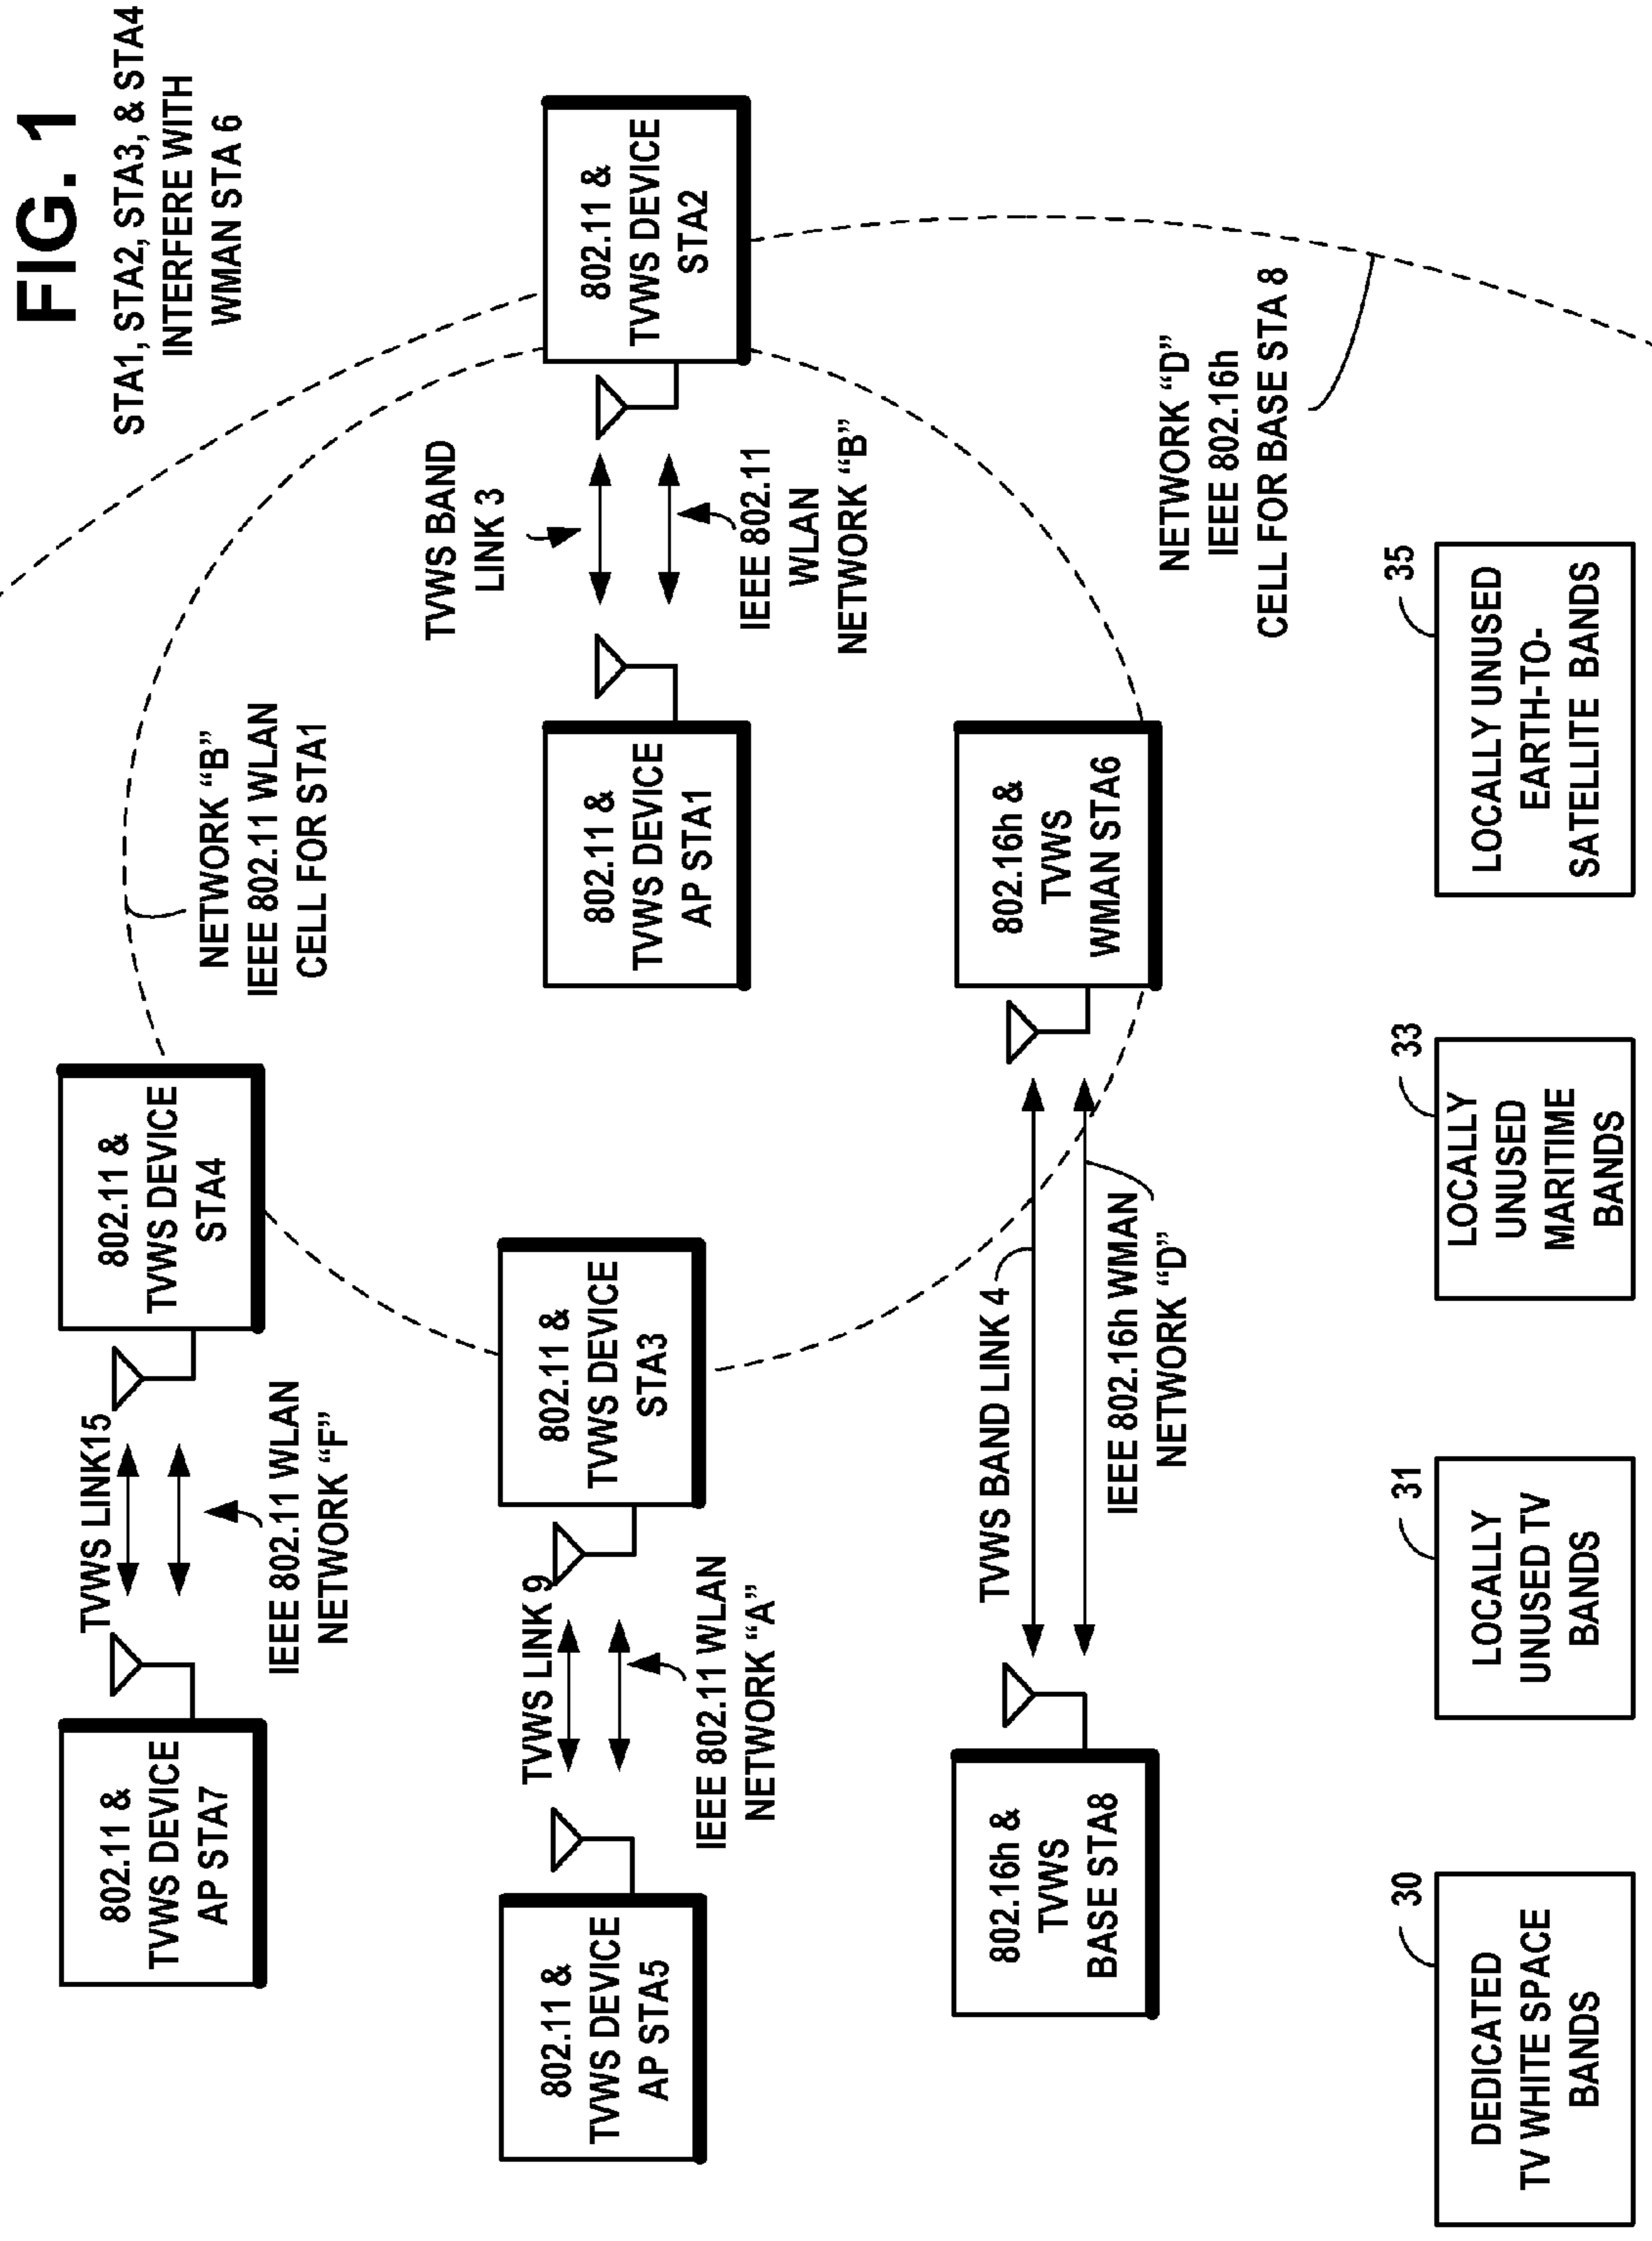 FIG. 1
STA1, STA2, STA3, & STA4
INTERFERE WITH
WMAN STA 6
802.11 &
TVWS DEVICE
AP STA7
TVWS LINK15
IEEE 802.11 WLAN
NETWORK “F”
802.11 &
TVWS DEVICE
STA4
NETWORK “B”
IEEE 802.11 WLAN
CELL FOR STA1
802.11 &
TVWS DEVICE
AP STA5
TVWS LINK 9
IEEE 802.11 WLAN
NETWORK “A”
802.11 &
TVWS DEVICE
STA3
802.11 &
TVWS DEVICE
AP STA1
TVWS BAND
LINK 3
IEEE 802.11
WLAN
NETWORK “B”
802.11 &
TVWS DEVICE
STA2
802.16h &
TVWS
BASE STA8
TVWS BAND LINK 4
IEEE 802.16h WMAN
NETWORK “D”
802.16h &
TVWS
WMAN STA6
NETWORK “D”
IEEE 802.16h
CELL FOR BASE STA 8
30
DEDICATED
TV WHITE SPACE
BANDS
31
LOCALLY
UNUSED TV
BANDS
33
LOCALLY
UNUSED
MARITIME
BANDS
35
LOCALLY UNUSED
EARTH-TO-
SATELLITE BANDS